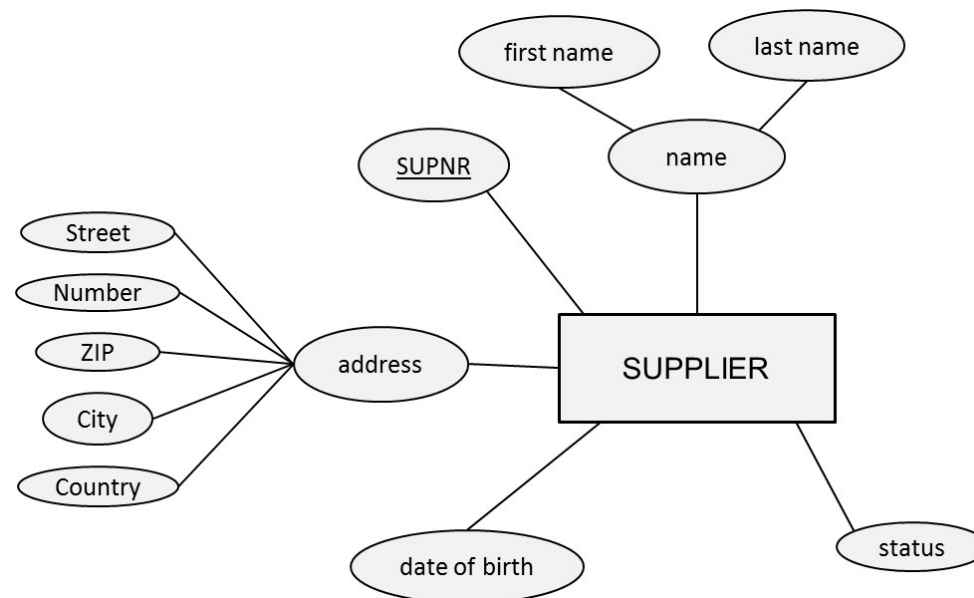 first name
last name
name
SUPNR
Street
Number
ZIP
City
Country
address
SUPPLIER
date of birth
status